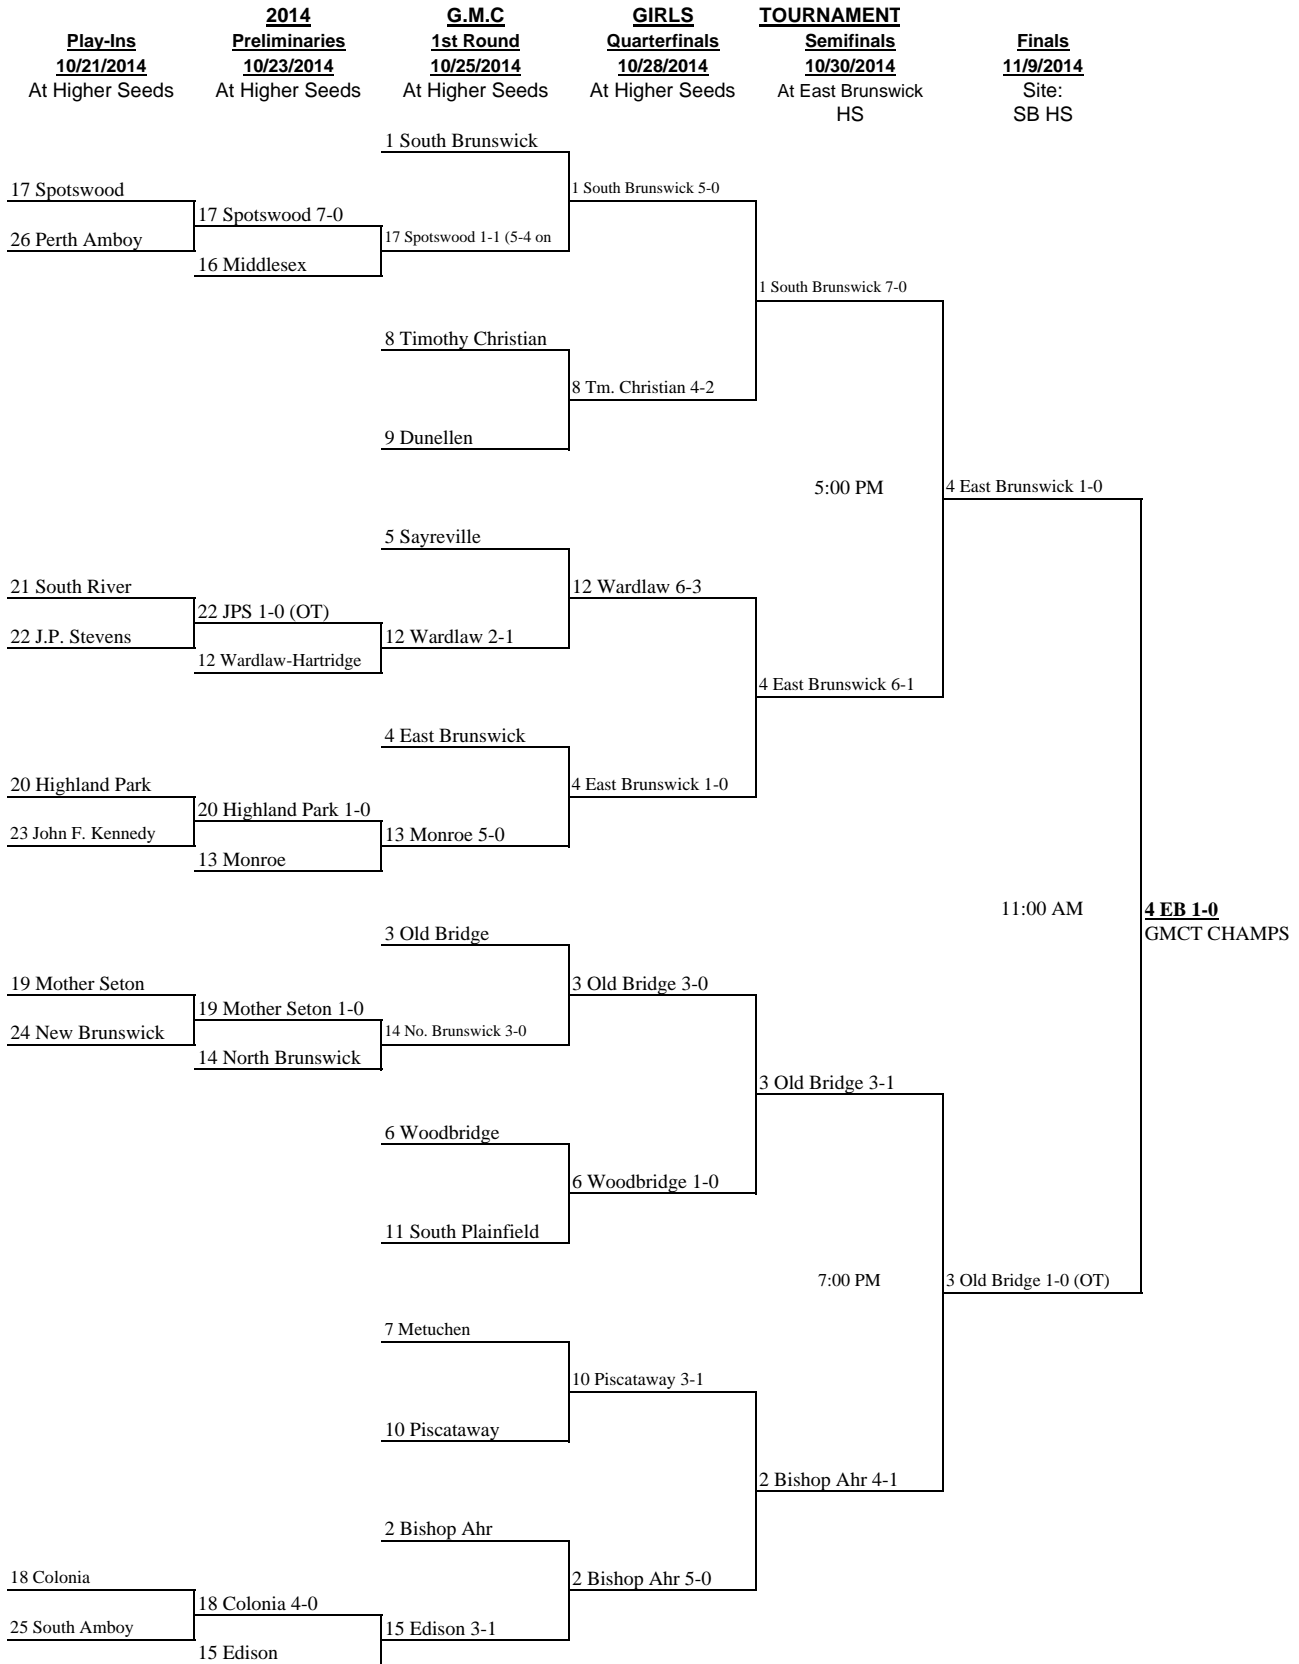 2014 G.M.C GIRLS TOURNAMENT
Play-Ins Preliminaries 1st Round Quarterfinals Semifinals Finals
10/21/2014 10/23/2014 10/25/2014 10/28/2014 10/30/2014 11/9/2014
At Higher Seeds At Higher Seeds At Higher Seeds At Higher Seeds At East Brunswick Site:
HS SB HS
1 South Brunswick
17 Spotswood 1 South Brunswick 5-0
17 Spotswood 7-0
26 Perth Amboy 17 Spotswood 1-1 (5-4 on
16 Middlesex
1 South Brunswick 7-0
8 Timothy Christian
8 Tm. Christian 4-2
9 Dunellen
5:00 PM 4 East Brunswick 1-0
5 Sayreville
21 South River 12 Wardlaw 6-3
22 JPS 1-0 (OT)
22 J.P. Stevens 12 Wardlaw 2-1
12 Wardlaw-Hartridge
4 East Brunswick 6-1
4 East Brunswick
20 Highland Park 4 East Brunswick 1-0
20 Highland Park 1-0
23 John F. Kennedy 13 Monroe 5-0
13 Monroe
11:00 AM 4 EB 1-0
3 Old Bridge GMCT CHAMPS
19 Mother Seton 3 Old Bridge 3-0
19 Mother Seton 1-0
24 New Brunswick 14 No. Brunswick 3-0
14 North Brunswick
3 Old Bridge 3-1
6 Woodbridge
6 Woodbridge 1-0
11 South Plainfield
7:00 PM 3 Old Bridge 1-0 (OT)
7 Metuchen
10 Piscataway 3-1
10 Piscataway
2 Bishop Ahr 4-1
2 Bishop Ahr
18 Colonia 2 Bishop Ahr 5-0
18 Colonia 4-0
25 South Amboy 15 Edison 3-1
15 Edison